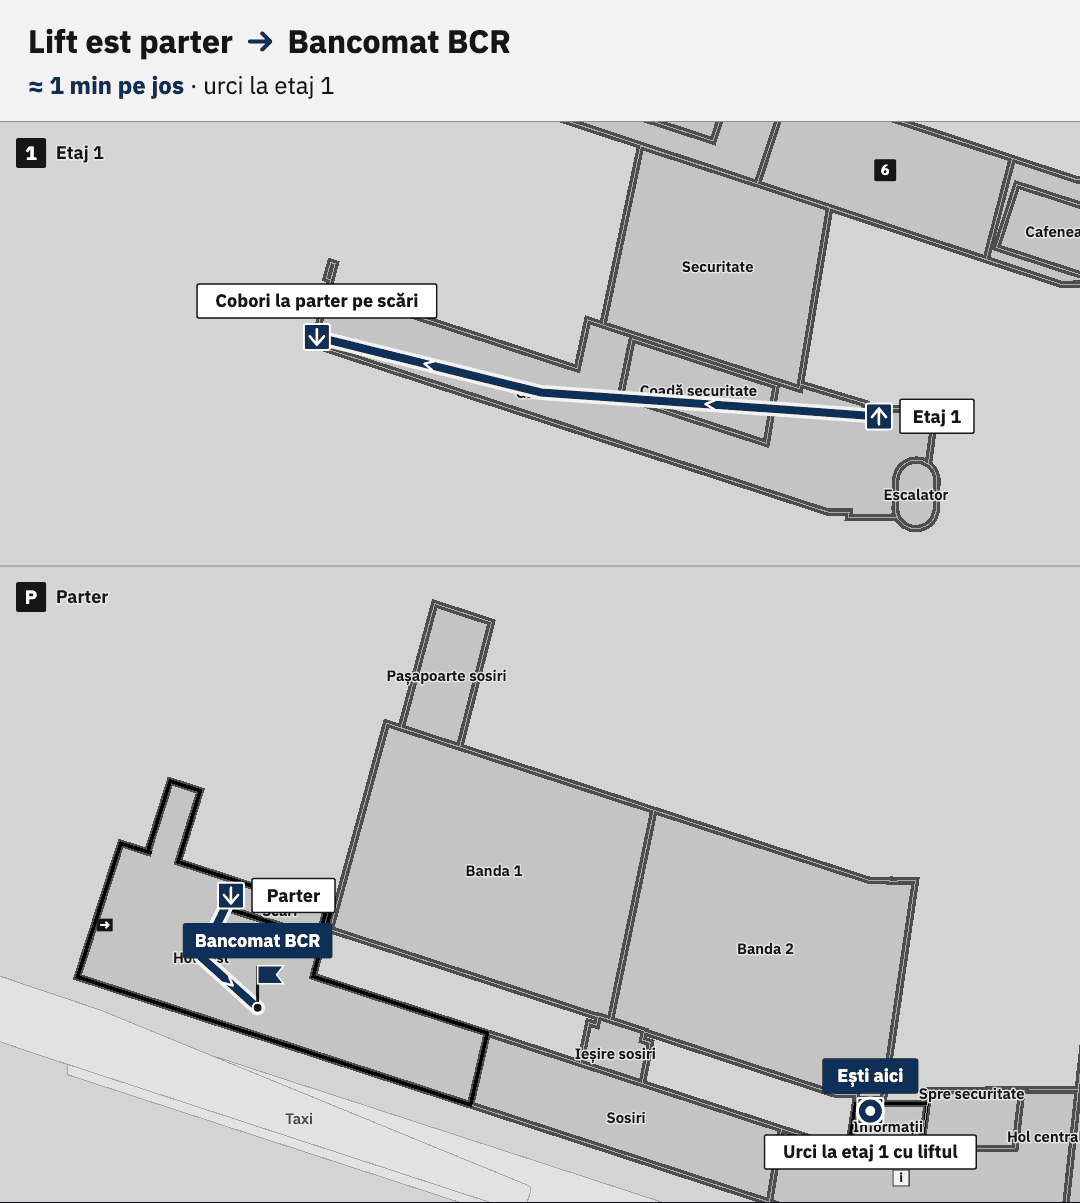 Lift est parter → Bancomat BCR
≈ 1 min pe jos · urci la etaj 1
1 Etaj 1
6
Cafenea
Securitate
Cobori la parter pe scări
Coadă securitate
Etaj 1
Escalator
P Parter
Pașapoarte sosiri
Banda 1
Parter
Scări
Bancomat BCR
Banda 2
Ieșire sosiri
Ești aici
Spre securitate
Taxi
Sosiri
Informații
Hol central
Urci la etaj 1 cu liftul
i